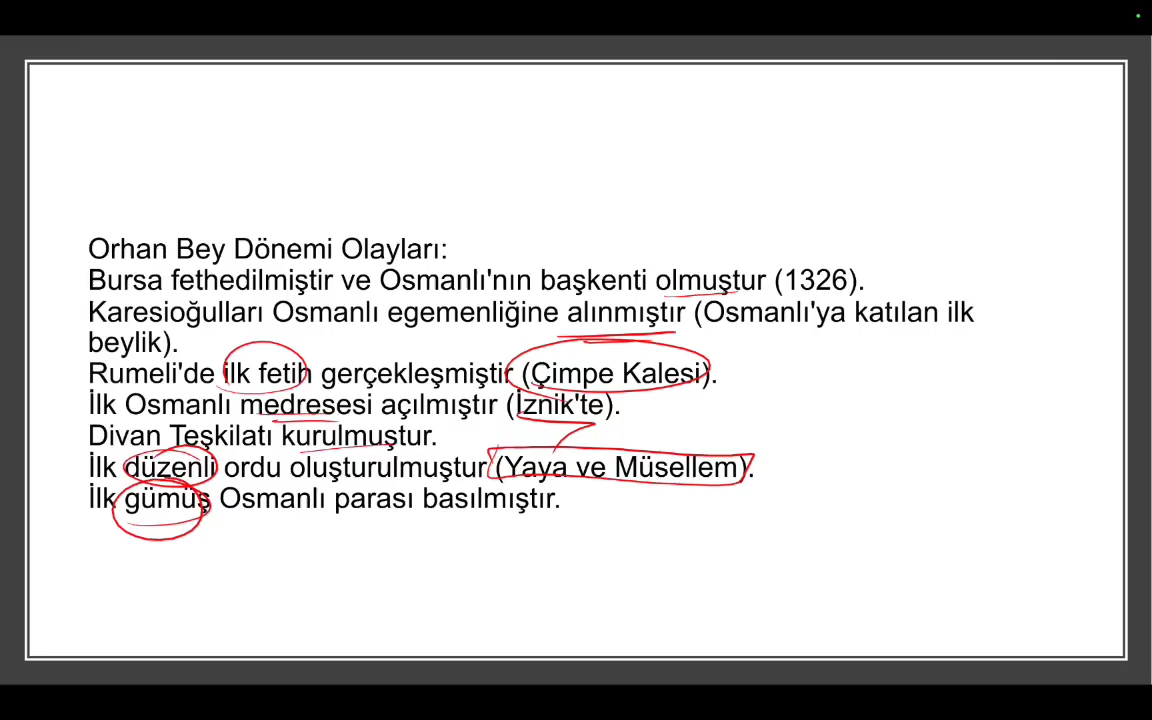 Orhan Bey Dönemi Olayları:
Bursa fethedilmiştir ve Osmanlı'nın başkenti olmuştur (1326).
Karesioğulları Osmanlı egemenliğine alınmıştır (Osmanlı'ya katılan ilk
beylik).
Rumeli'de ilk fetih gerçekleşmiştir (Çimpe Kalesi).
İlk Osmanlı medresesi açılmıştır (İznik'te).
Divan Teşkilatı kurulmuştur.
İlk düzenli ordu oluşturulmuştur (Yaya ve Müsellem).
İlk gümüş Osmanlı parası basılmıştır.